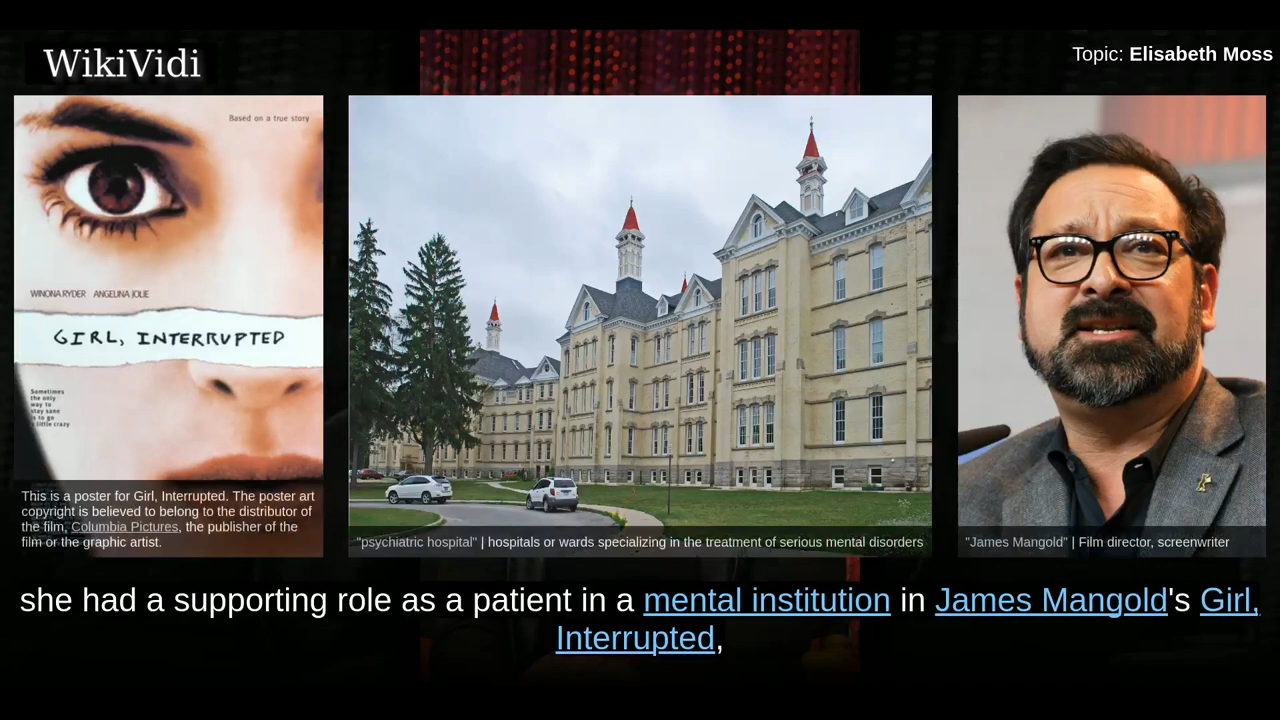 WikiVidi
Topic: Elisabeth Moss
Based on a true story
WINONA RYDER ANGELINA JOLIE
GIRL, INTERRUPTED
Sometimes
the only
way to
stay sane
is to go
a little crazy
This is a poster for Girl, Interrupted. The poster art
copyright is believed to belong to the distributor of
the film, Columbia Pictures, the publisher of the
film or the graphic artist.
"psychiatric hospital" | hospitals or wards specializing in the treatment of serious mental disorders
"James Mangold" | Film director, screenwriter
she had a supporting role as a patient in a mental institution in James Mangold's Girl,
Interrupted,